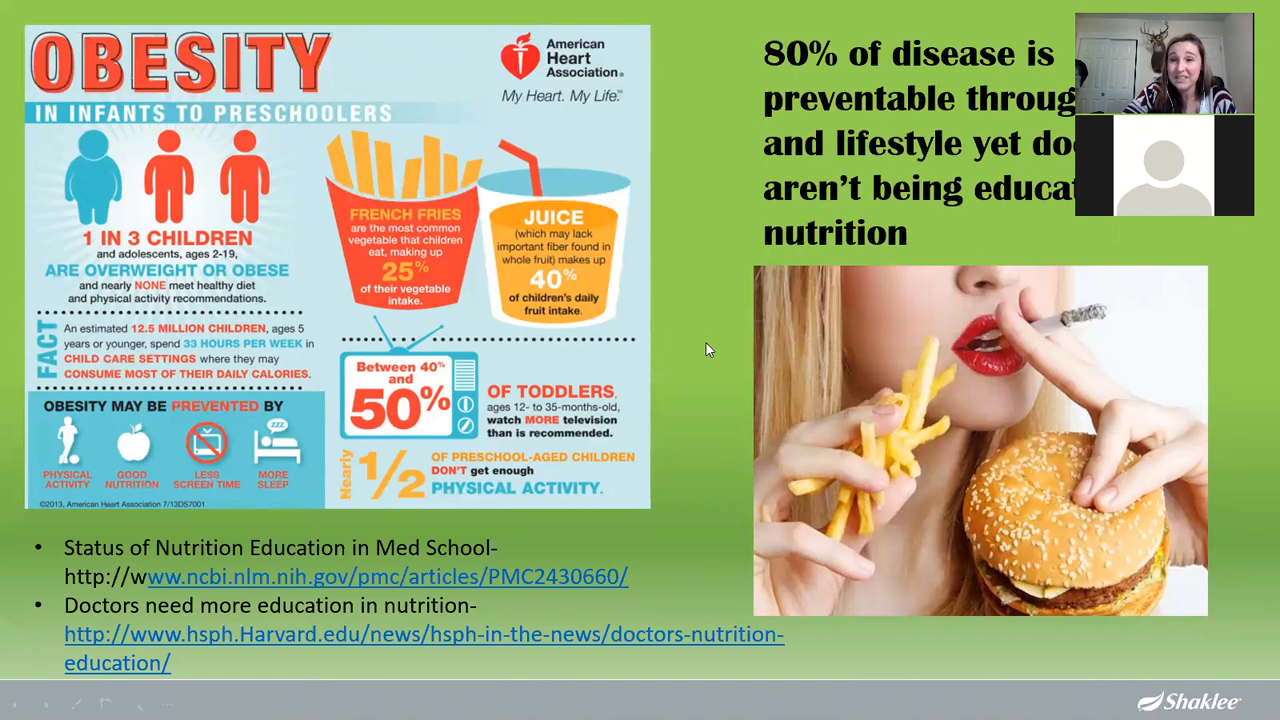 OBESITY
IN INFANTS TO PRESCHOOLERS
American
Heart
Association®
My Heart. My Life.™
1 IN 3 CHILDREN
and adolescents, ages 2-19,
ARE OVERWEIGHT OR OBESE
and nearly NONE meet healthy diet
and physical activity recommendations.
FRENCH FRIES
are the most common
vegetable that children
eat, making up
25%
of their vegetable
intake.
JUICE
(which may lack
important fiber found in
whole fruit) makes up
40%
of children's daily
fruit intake.
FACT
An estimated 12.5 MILLION CHILDREN, ages 5
years or younger, spend 33 HOURS PER WEEK in
CHILD CARE SETTINGS where they may
CONSUME MOST OF THEIR DAILY CALORIES.
Between 40%
and
50%
OF TODDLERS,
ages 12- to 35-months-old,
watch MORE television
than is recommended.
OBESITY MAY BE PREVENTED BY
ZZZ
PHYSICAL
ACTIVITY
GOOD
NUTRITION
LESS
SCREEN TIME
MORE
SLEEP
Nearly
1/2
OF PRESCHOOL-AGED CHILDREN
DON'T get enough
PHYSICAL ACTIVITY.
©2013, American Heart Association 7/13DS7001
80% of disease is
preventable throug
and lifestyle yet do
aren't being educat
nutrition
• Status of Nutrition Education in Med School-
http://www.ncbi.nlm.nih.gov/pmc/articles/PMC2430660/
• Doctors need more education in nutrition-
http://www.hsph.Harvard.edu/news/hsph-in-the-news/doctors-nutrition-
education/
Shaklee